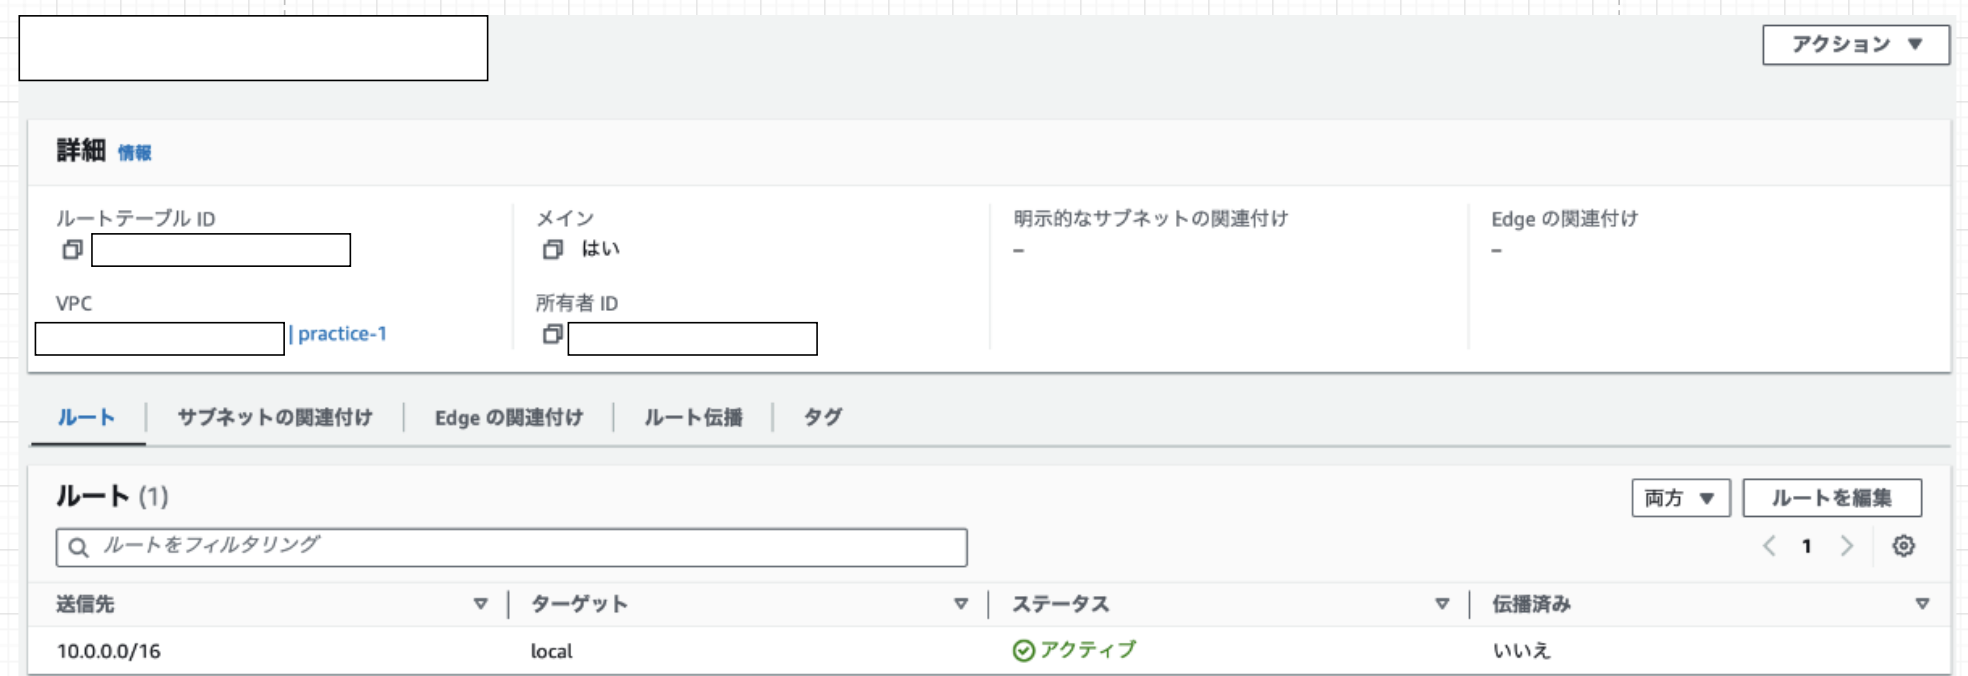 アクション ▼
詳細 情報
ルートテーブル ID
メイン
明示的なサブネットの関連付け
Edge の関連付け
はい
–
–
VPC
所有者 ID
| practice-1
ルート
サブネットの関連付け
Edge の関連付け
ルート伝播
タグ
ルート (1)
両方 ▼
ルートを編集
ルートをフィルタリング
1
送信先
ターゲット
ステータス
伝播済み
10.0.0.0/16
local
アクティブ
いいえ